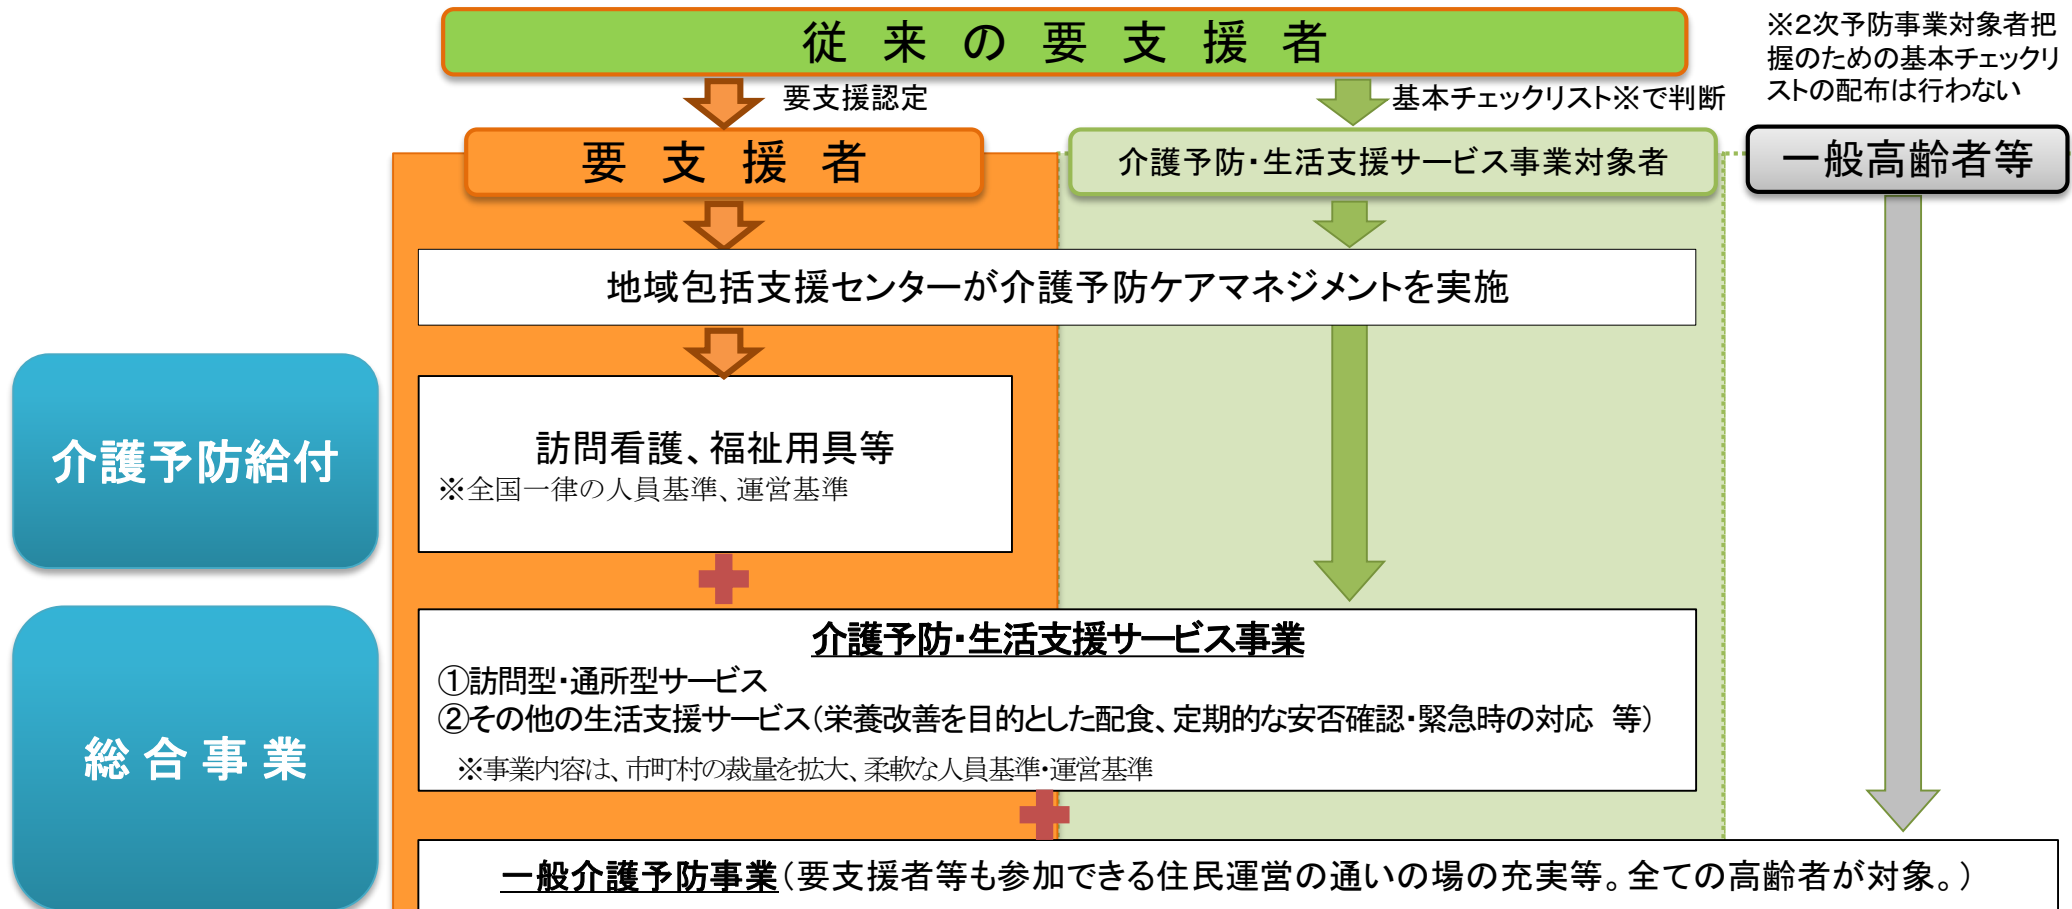 従来の要支援者
※２次予防事業対象者把
握のための基本チェックリ
ストの配布は行わない
要支援認定
基本チェックリスト※で判断
要支援者
介護予防・生活支援サービス事業対象者
一般高齢者等
地域包括支援センターが介護予防ケアマネジメントを実施
介護予防給付
訪問看護、福祉用具等
※全国一律の人員基準、運営基準
総合事業
介護予防・生活支援サービス事業
①訪問型・通所型サービス
②その他の生活支援サービス（栄養改善を目的とした配食、定期的な安否確認・緊急時の対応　等）
※事業内容は、市町村の裁量を拡大、柔軟な人員基準・運営基準
一般介護予防事業（要支援者等も参加できる住民運営の通いの場の充実等。全ての高齢者が対象。）